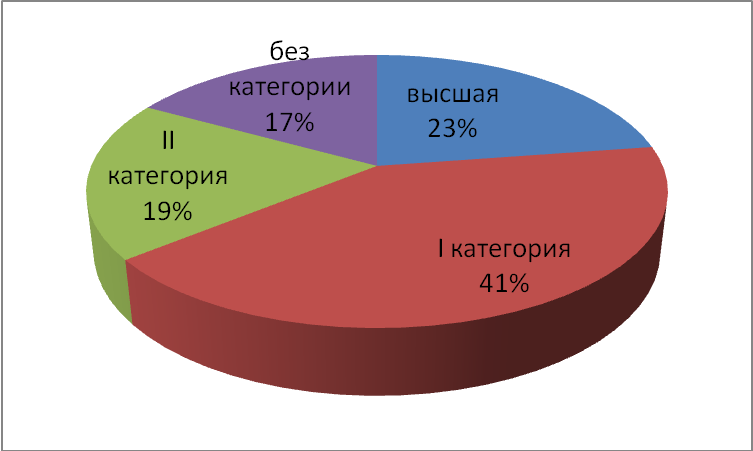 без
категории
17%
высшая
23%
II
категория
19%
I категория
41%